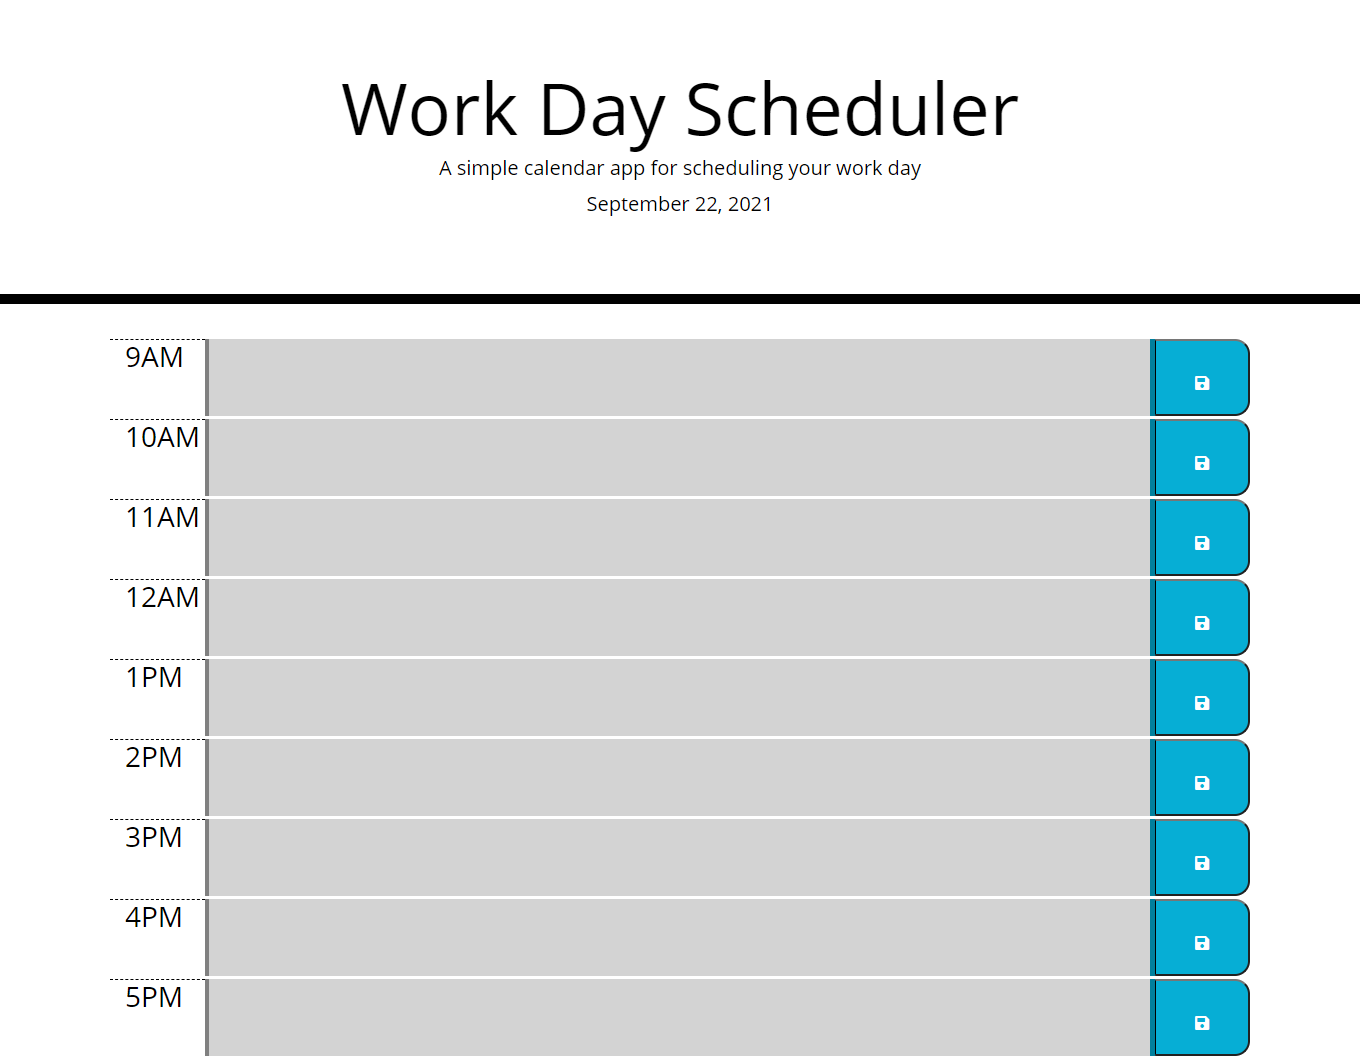 Work Day Scheduler
A simple calendar app for scheduling your work day
September 22, 2021
9AM
10AM
11AM
12AM
1PM
2PM
3PM
4PM
5PM